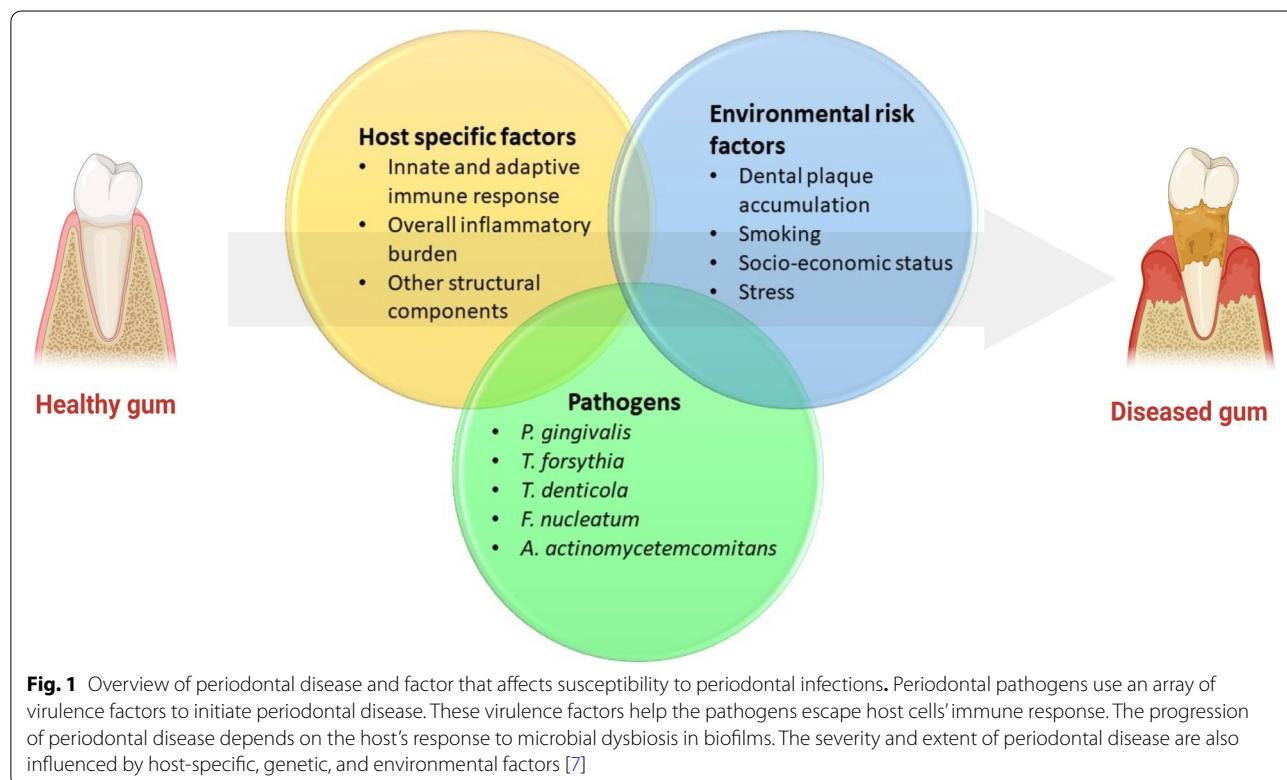 Host specific factors
• Innate and adaptive
immune response
• Overall inflammatory
burden
• Other structural
components
Environmental risk
factors
• Dental plaque
accumulation
• Smoking
• Socio-economic status
• Stress
Healthy gum
Pathogens
• P. gingivalis
• T. forsythia
• T. denticola
• F. nucleatum
• A. actinomycetemcomitans
Diseased gum
Fig. 1 Overview of periodontal disease and factor that affects susceptibility to periodontal infections. Periodontal pathogens use an array of
virulence factors to initiate periodontal disease. These virulence factors help the pathogens escape host cells’ immune response. The progression
of periodontal disease depends on the host’s response to microbial dysbiosis in biofilms. The severity and extent of periodontal disease are also
influenced by host-specific, genetic, and environmental factors [7]